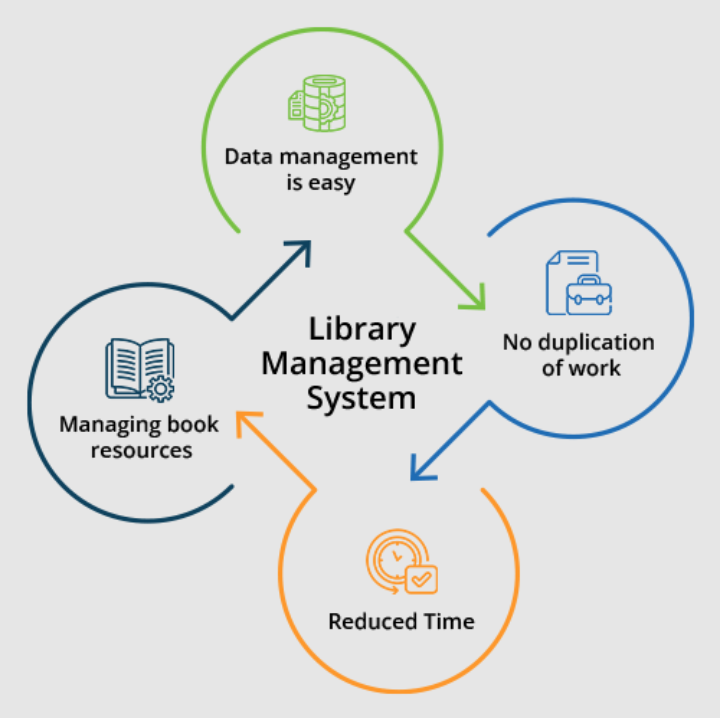 Data management
is easy
No duplication
of work
Library
Management
System
Managing book
resources
Reduced Time